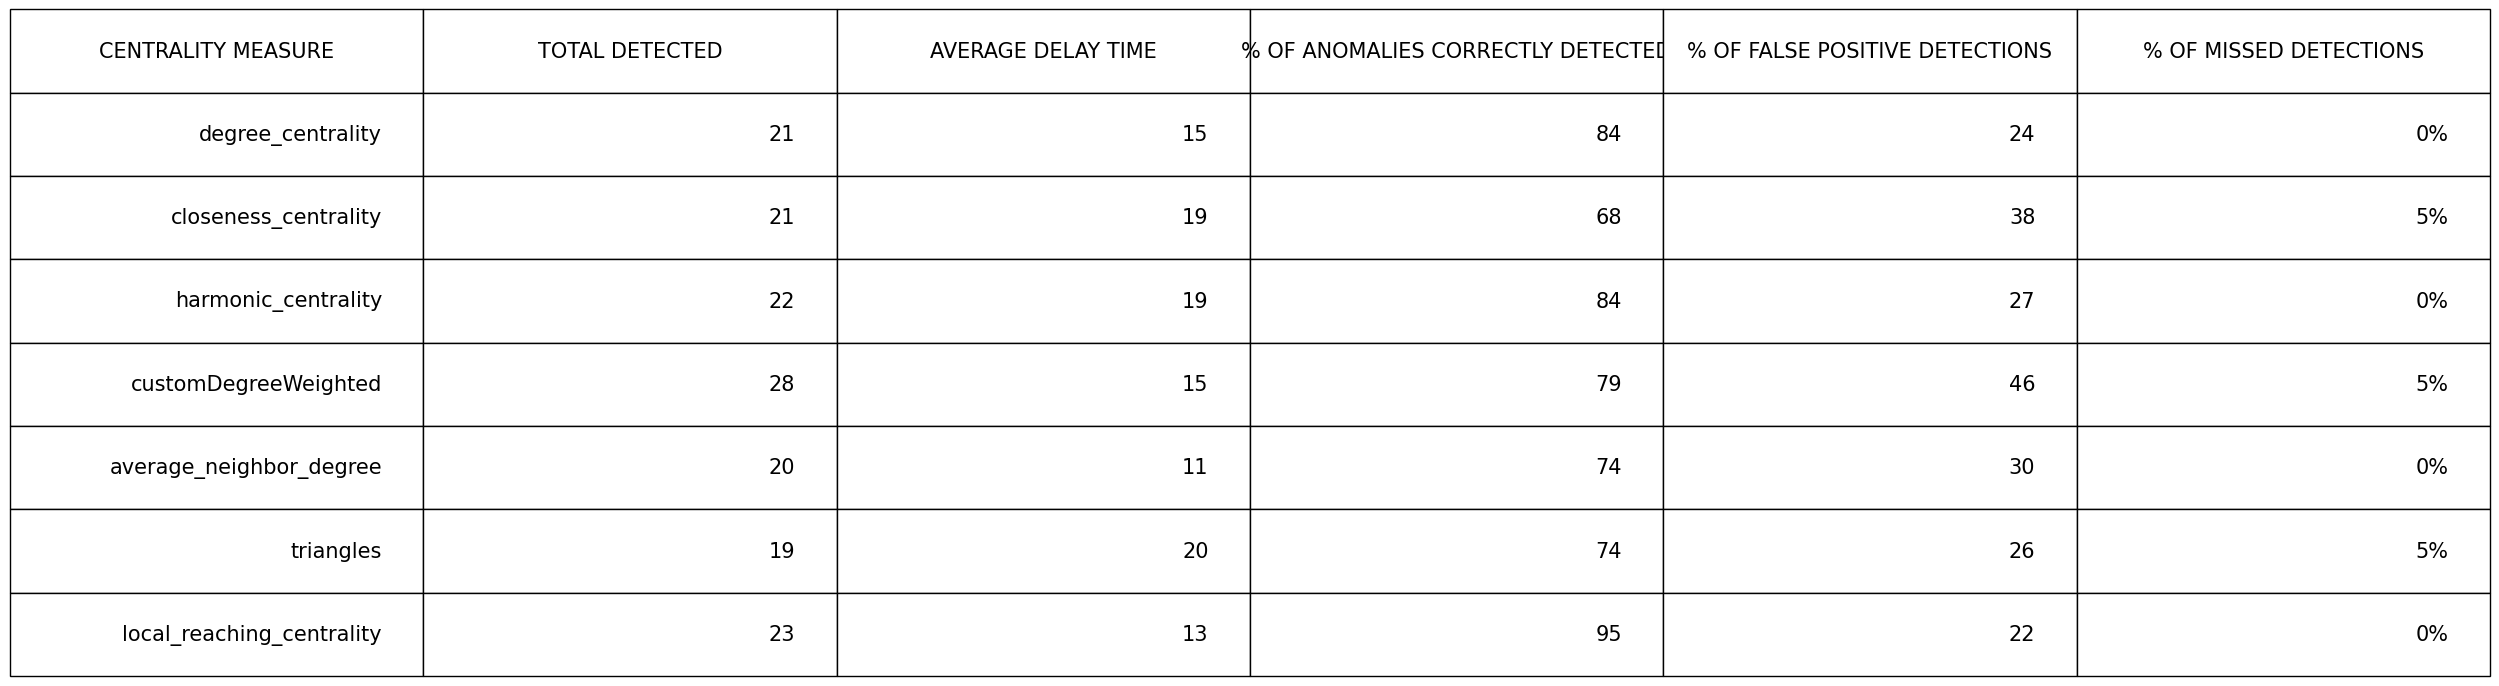 CENTRALITY MEASURE TOTAL DETECTED AVERAGE DELAY TIME % OF ANOMALIES CORRECTLY DETECTED % OF FALSE POSITIVE DETECTIONS % OF MISSED DETECTIONS
degree_centrality 21 15 84 24 0%
closeness_centrality 21 19 68 38 5%
harmonic_centrality 22 19 84 27 0%
customDegreeWeighted 28 15 79 46 5%
average_neighbor_degree 20 11 74 30 0%
triangles 19 20 74 26 5%
local_reaching_centrality 23 13 95 22 0%